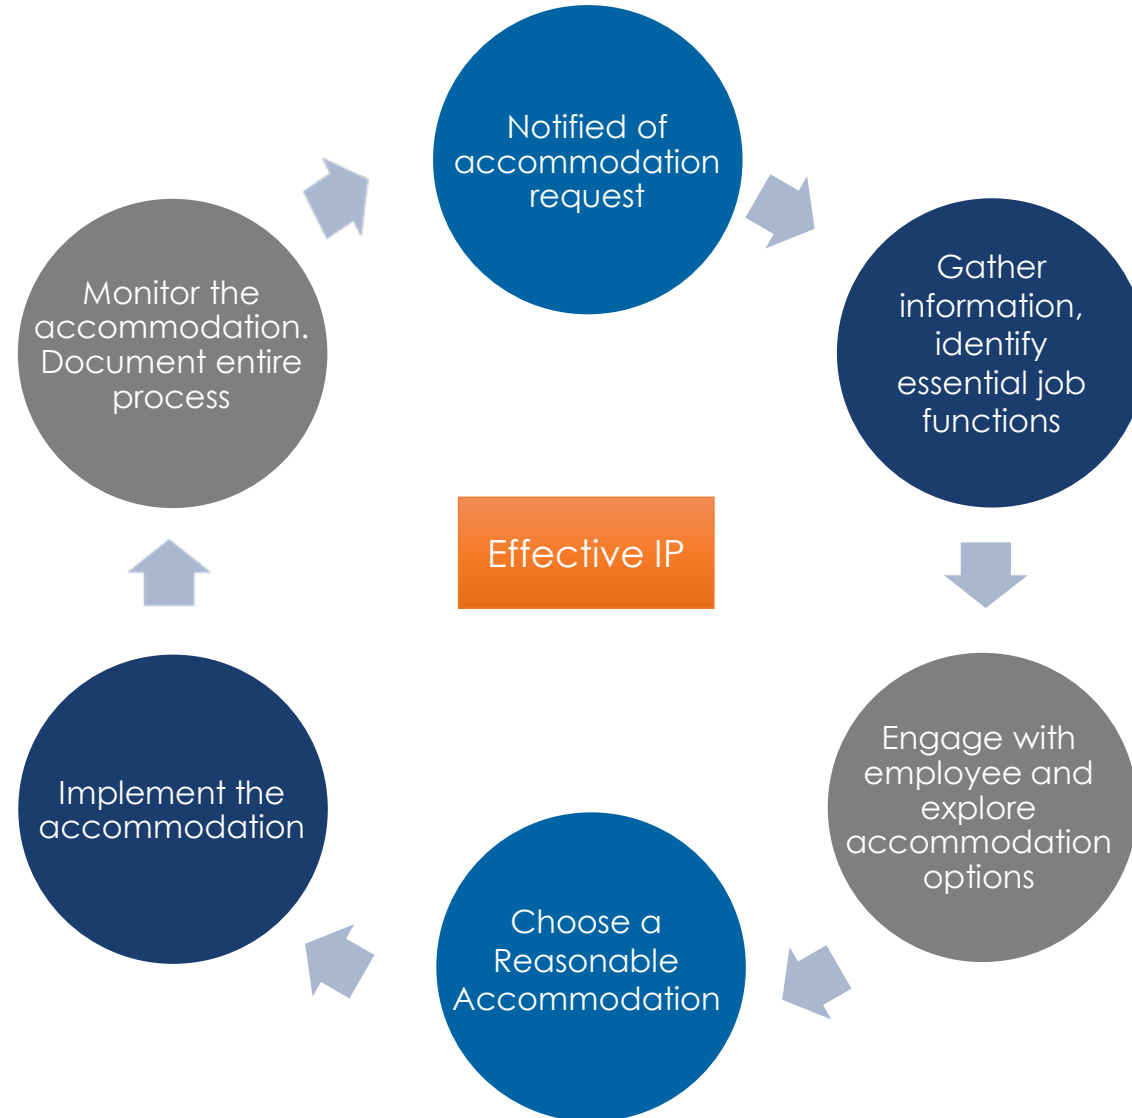 Notified of
accommodation
request
Gather
information,
identify
essential job
functions
Engage with
employee and
explore
accommodation
options
Choose a
Reasonable
Accommodation
Implement the
accommodation
Monitor the
accommodation.
Document entire
process
Effective IP